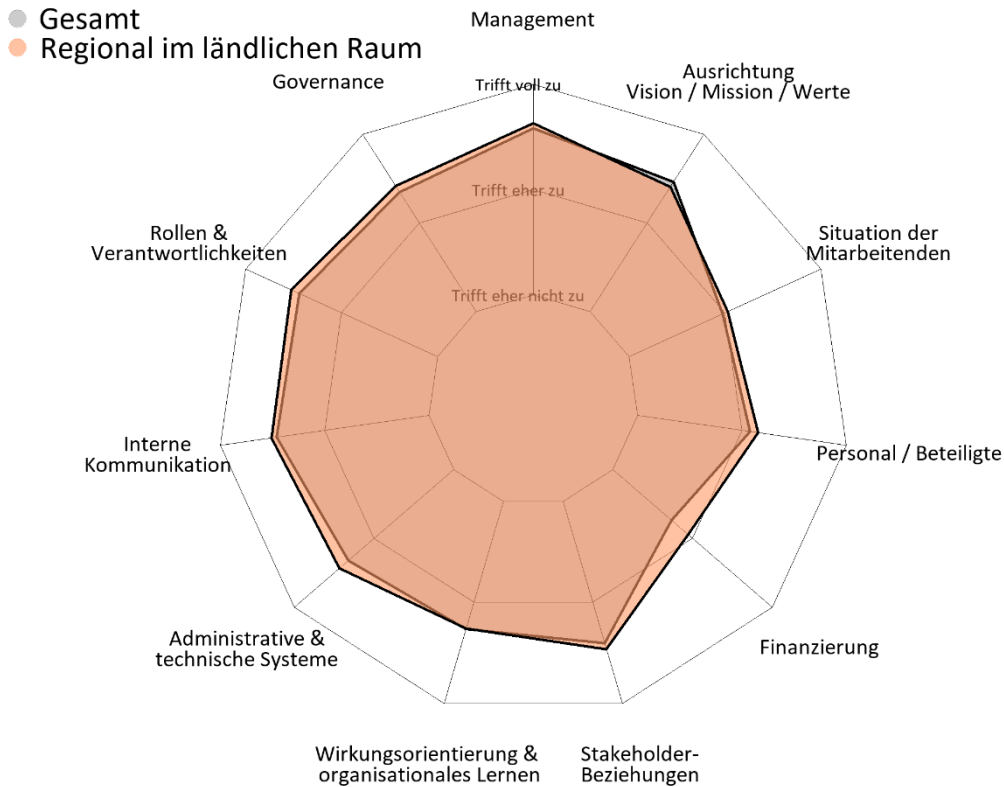 Gesamt
Regional im ländlichen Raum
Management
Governance
Ausrichtung
Vision / Mission / Werte
Trifft voll zu
Trifft eher zu
Rollen &
Verantwortlichkeiten
Situation der
Mitarbeitenden
Trifft eher nicht zu
Interne
Kommunikation
Personal / Beteiligte
Administrative &
technische Systeme
Finanzierung
Wirkungsorientierung &
organisationales Lernen
Stakeholder-
Beziehungen